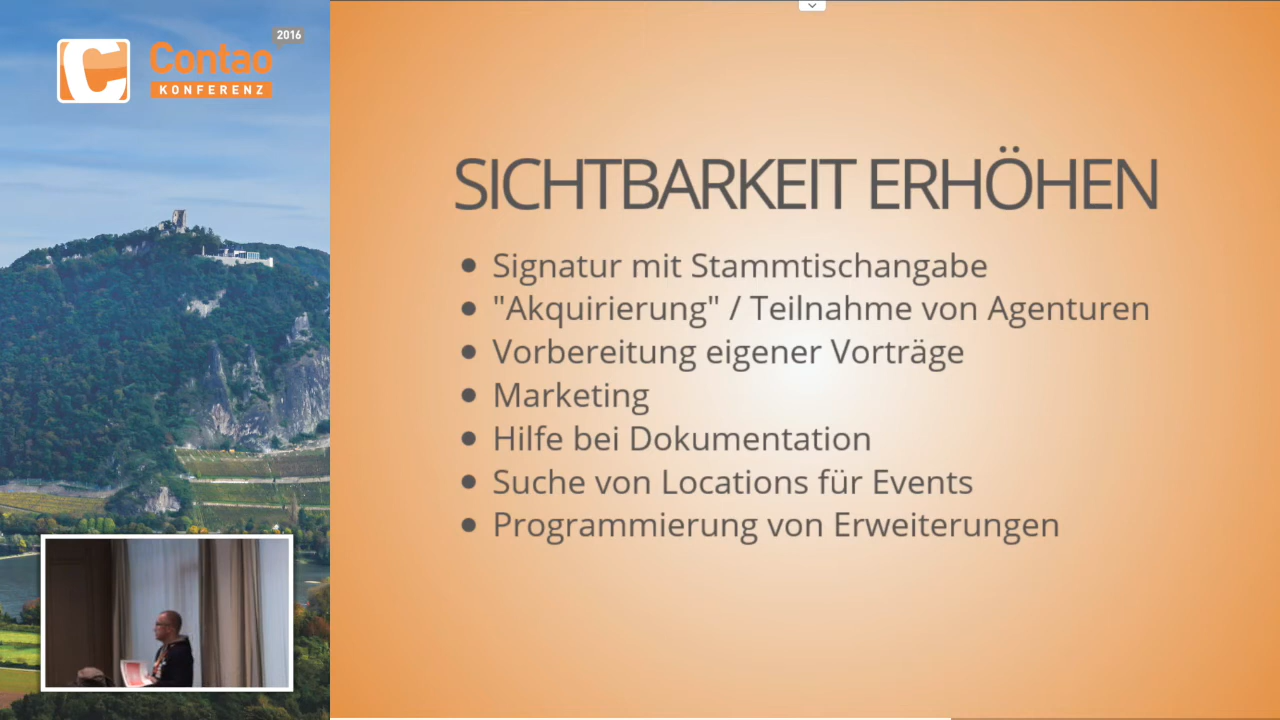 2016
Contao
KONFERENZ
SICHTBARKEIT ERHÖHEN
Signatur mit Stammtischangabe
"Akquirierung" / Teilnahme von Agenturen
Vorbereitung eigener Vorträge
Marketing
Hilfe bei Dokumentation
Suche von Locations für Events
Programmierung von Erweiterungen